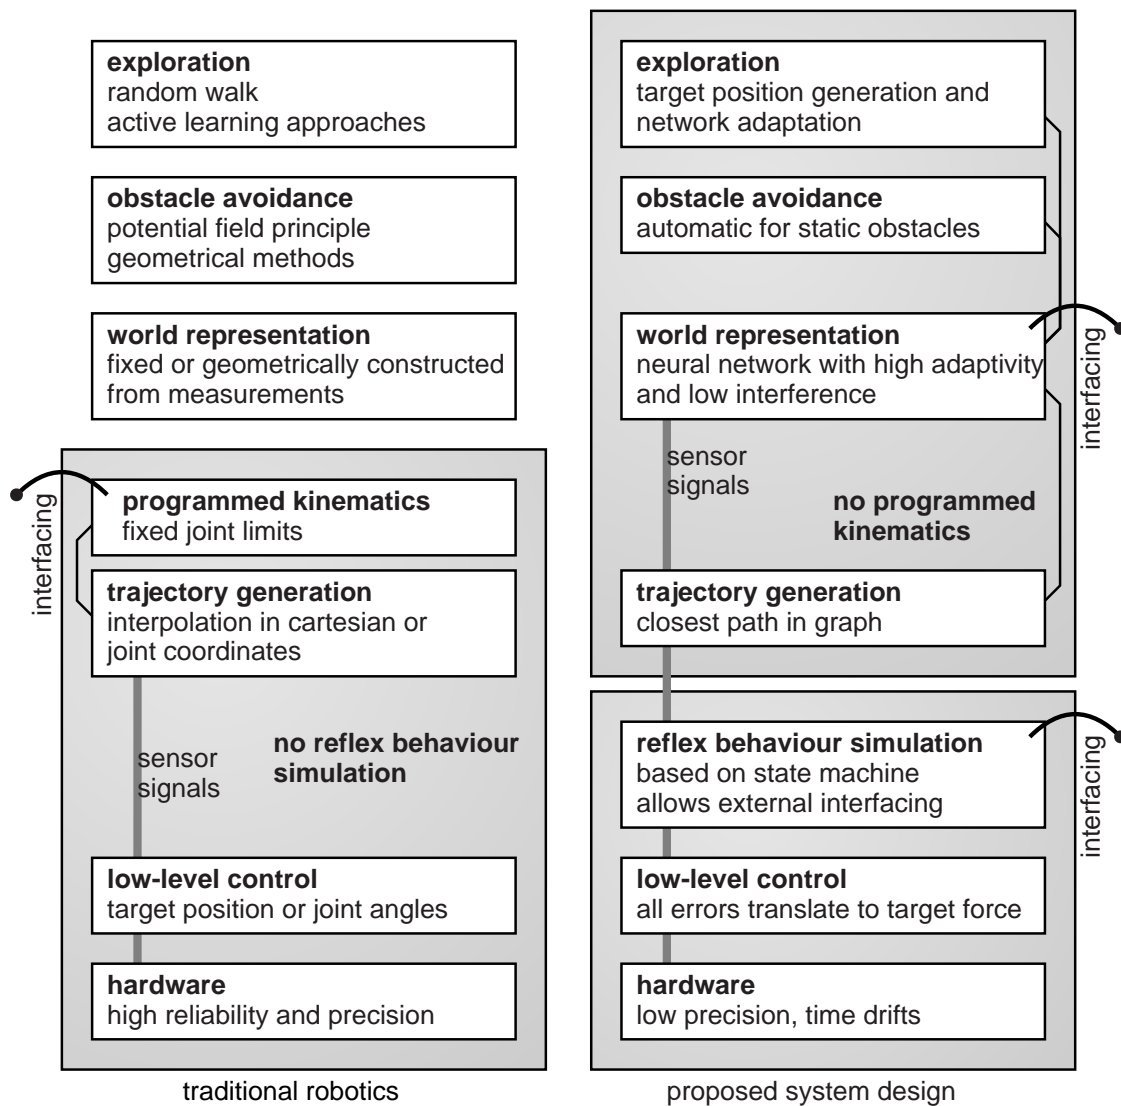 exploration
random walk
active learning approaches
obstacle avoidance
potential field principle
geometrical methods
world representation
fixed or geometrically constructed
from measurements
interfacing
programmed kinematics
fixed joint limits
trajectory generation
interpolation in cartesian or
joint coordinates
sensor
signals
no reflex behaviour
simulation
low-level control
target position or joint angles
hardware
high reliability and precision
traditional robotics
exploration
target position generation and
network adaptation
obstacle avoidance
automatic for static obstacles
world representation
neural network with high adaptivity
and low interference
interfacing
sensor
signals
no programmed
kinematics
trajectory generation
closest path in graph
reflex behaviour simulation
based on state machine
allows external interfacing
interfacing
low-level control
all errors translate to target force
hardware
low precision, time drifts
proposed system design